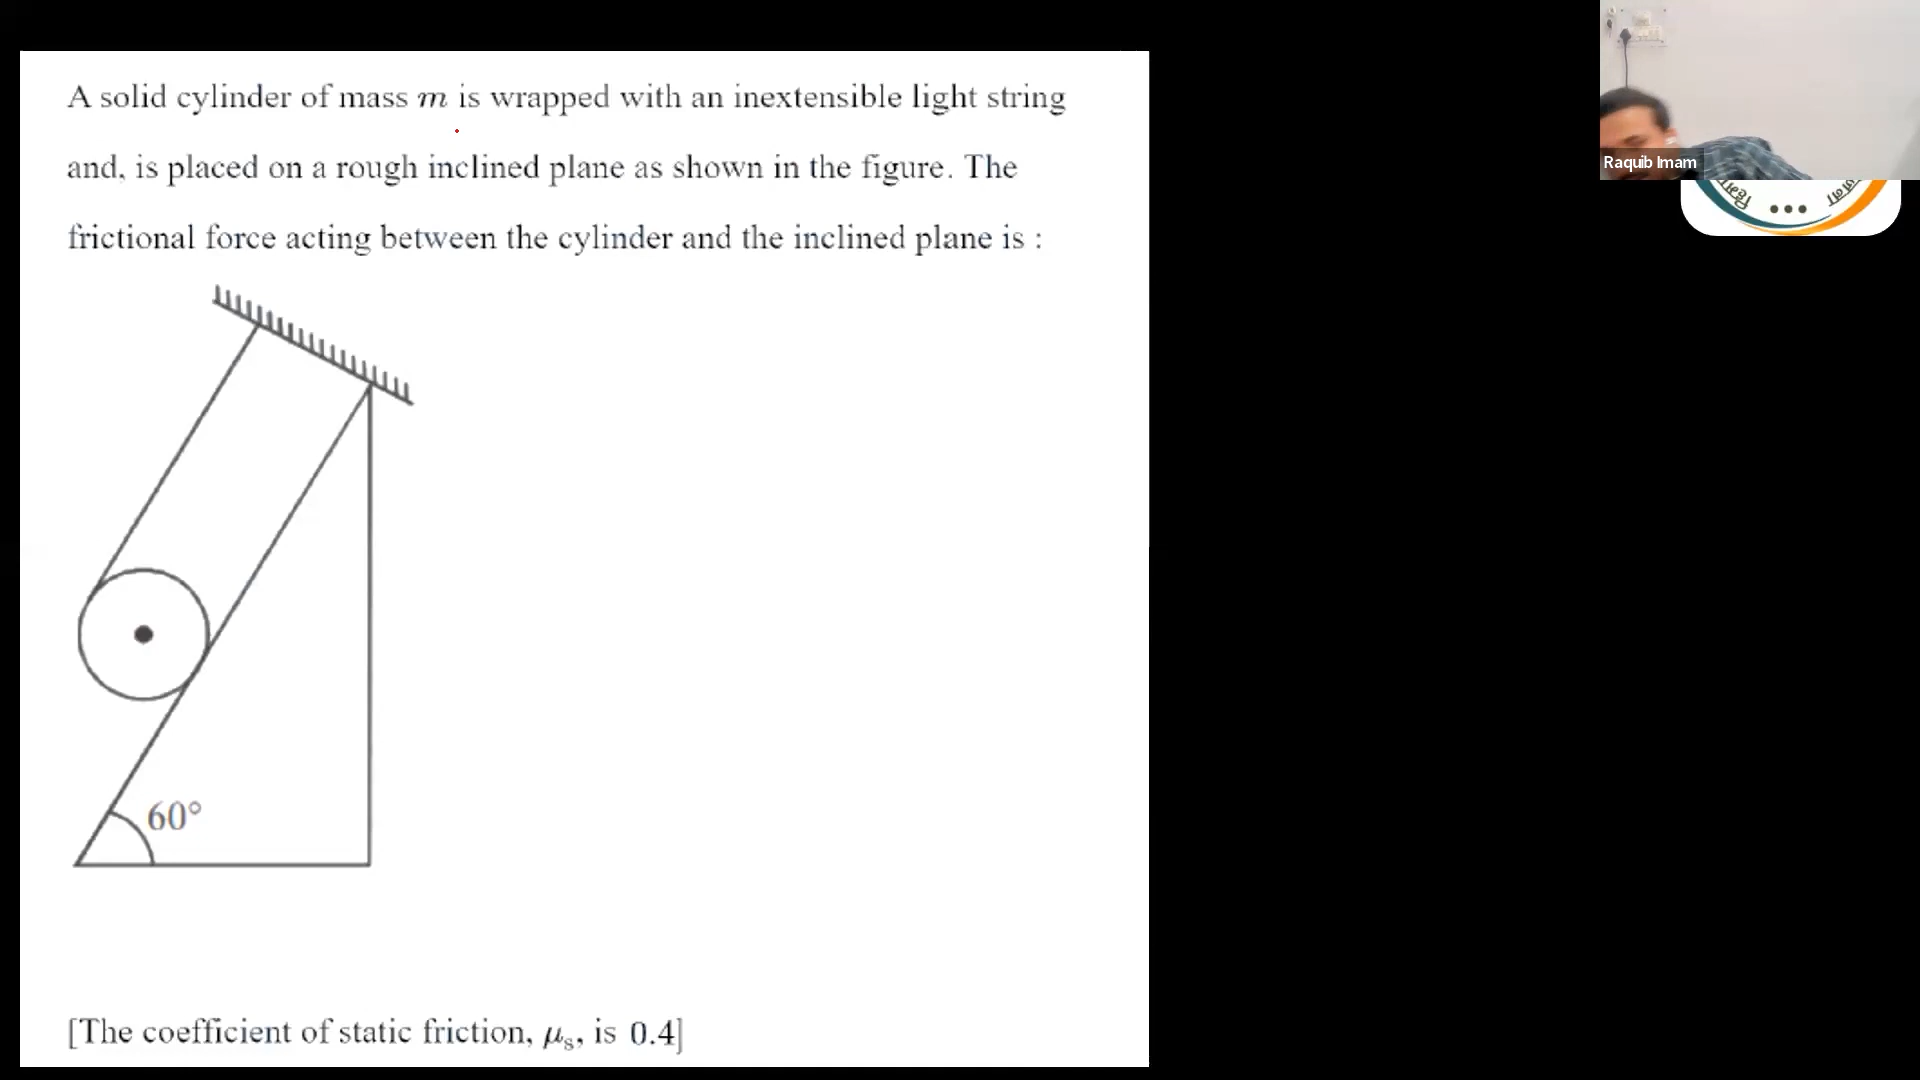 A solid cylinder of mass m is wrapped with an inextensible light string
and, is placed on a rough inclined plane as shown in the figure. The
frictional force acting between the cylinder and the inclined plane is :
60°
[The coefficient of static friction, μₛ, is 0.4]
Raquib Imam